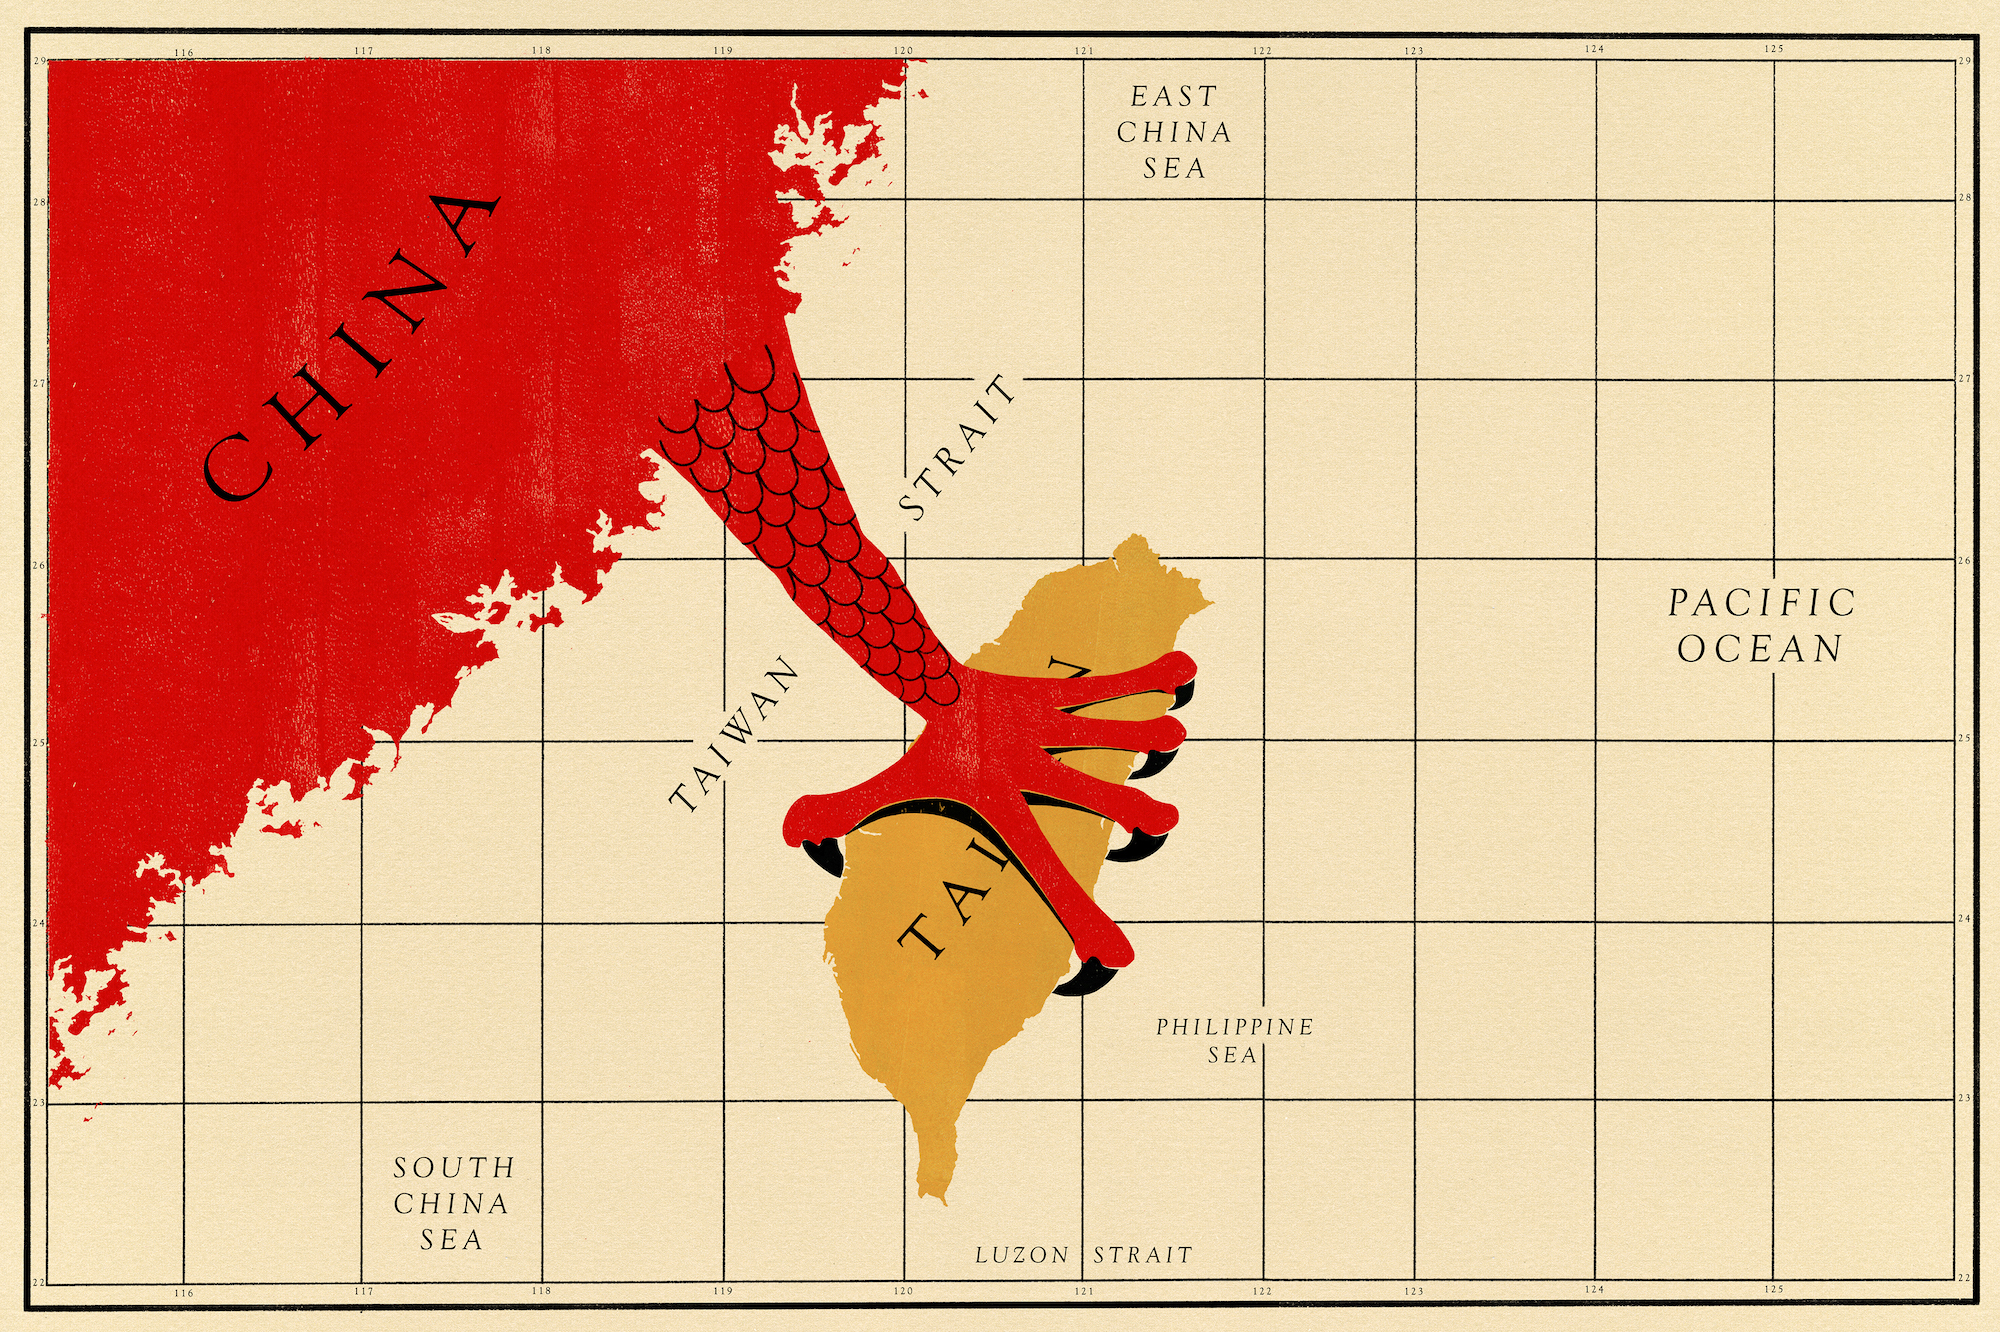 116 117 118 119 120 121 122 123 124 125
29 29
EAST
CHINA
SEA
28 28
CHINA
27 27
STRAIT
26 26
PACIFIC
OCEAN
TAIWAN
25 25
N
TAI
24 24
PHILIPPINE
SEA
23 23
SOUTH
CHINA
SEA
LUZON STRAIT
22 22
116 117 118 119 120 121 122 123 124 125